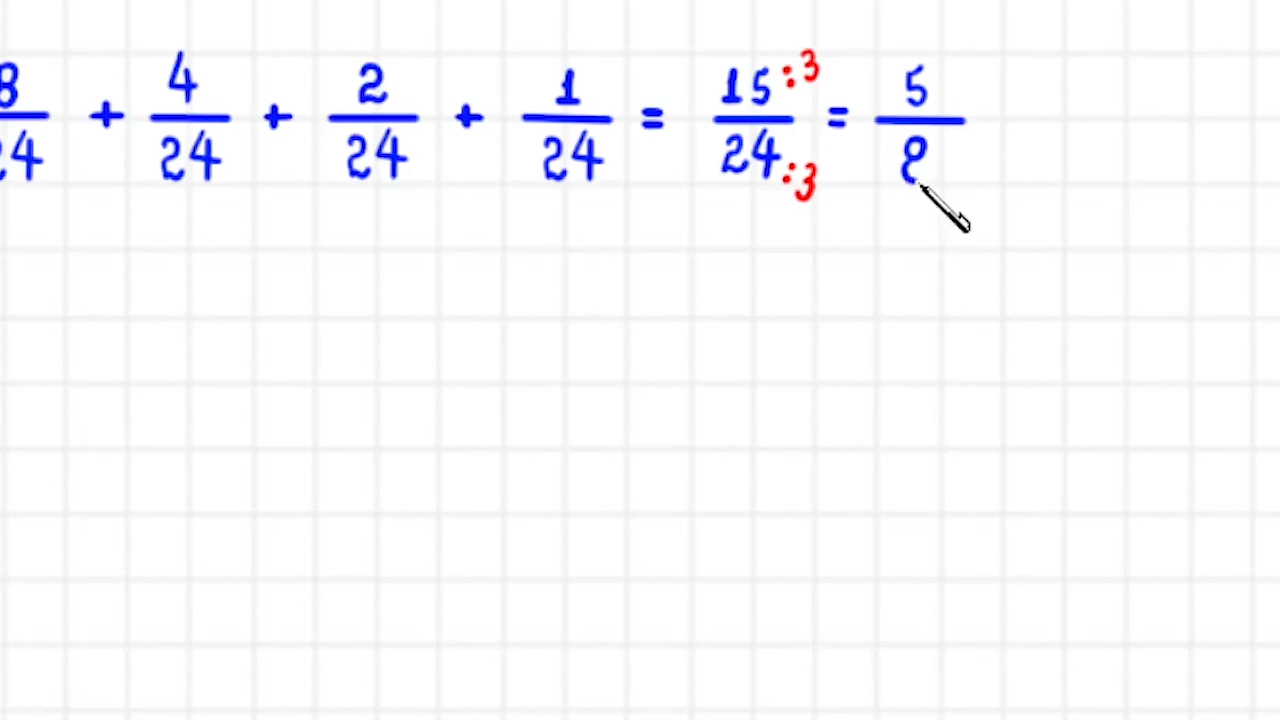 8/24 + 4/24 + 2/24 + 1/24 = 15:3/24:3 = 5/8